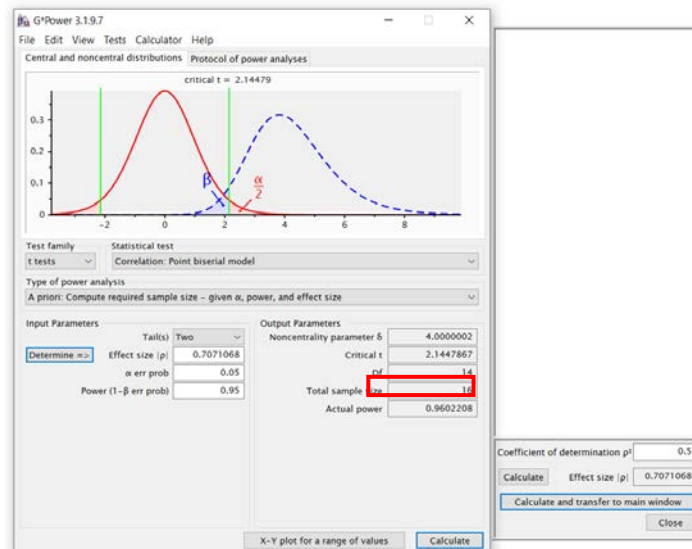 G*Power 3.1.9.7
File Edit View Tests Calculator Help
Central and noncentral distributions Protocol of power analyses
critical t = 2.14479
0.3
0.2
0.1
0
β
α
2
-2 0 2 4 6 8
Test family Statistical test
t tests Correlation: Point biserial model
Type of power analysis
A priori: Compute required sample size - given α, power, and effect size
Input Parameters Output Parameters
Tail(s) Two Noncentrality parameter δ 4.0000002
Determine => Effect size |ρ| 0.7071068 Critical t 2.1447867
α err prob 0.05 Df 14
Power (1-β err prob) 0.95 Total sample size 16
Actual power 0.9602208
X-Y plot for a range of values Calculate
Coefficient of determination ρ² 0.5
Calculate Effect size |ρ| 0.7071068
Calculate and transfer to main window
Close